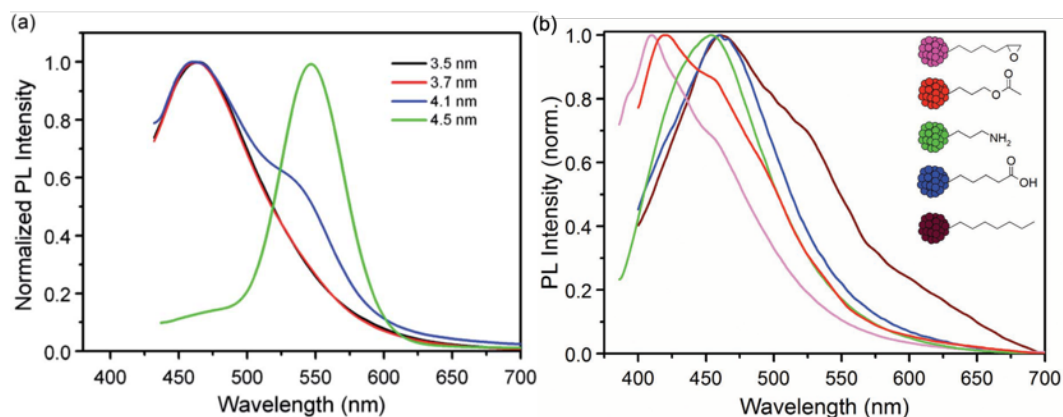 (a)
Normalized PL Intensity
1.0
0.8
0.6
0.4
0.2
0.0
3.5 nm
3.7 nm
4.1 nm
4.5 nm
400 450 500 550 600 650 700
Wavelength (nm)
(b)
PL Intensity (norm.)
1.0
0.8
0.6
0.4
0.2
0.0
O
O
O
NH2
O
OH
400 450 500 550 600 650 700
Wavelength (nm)